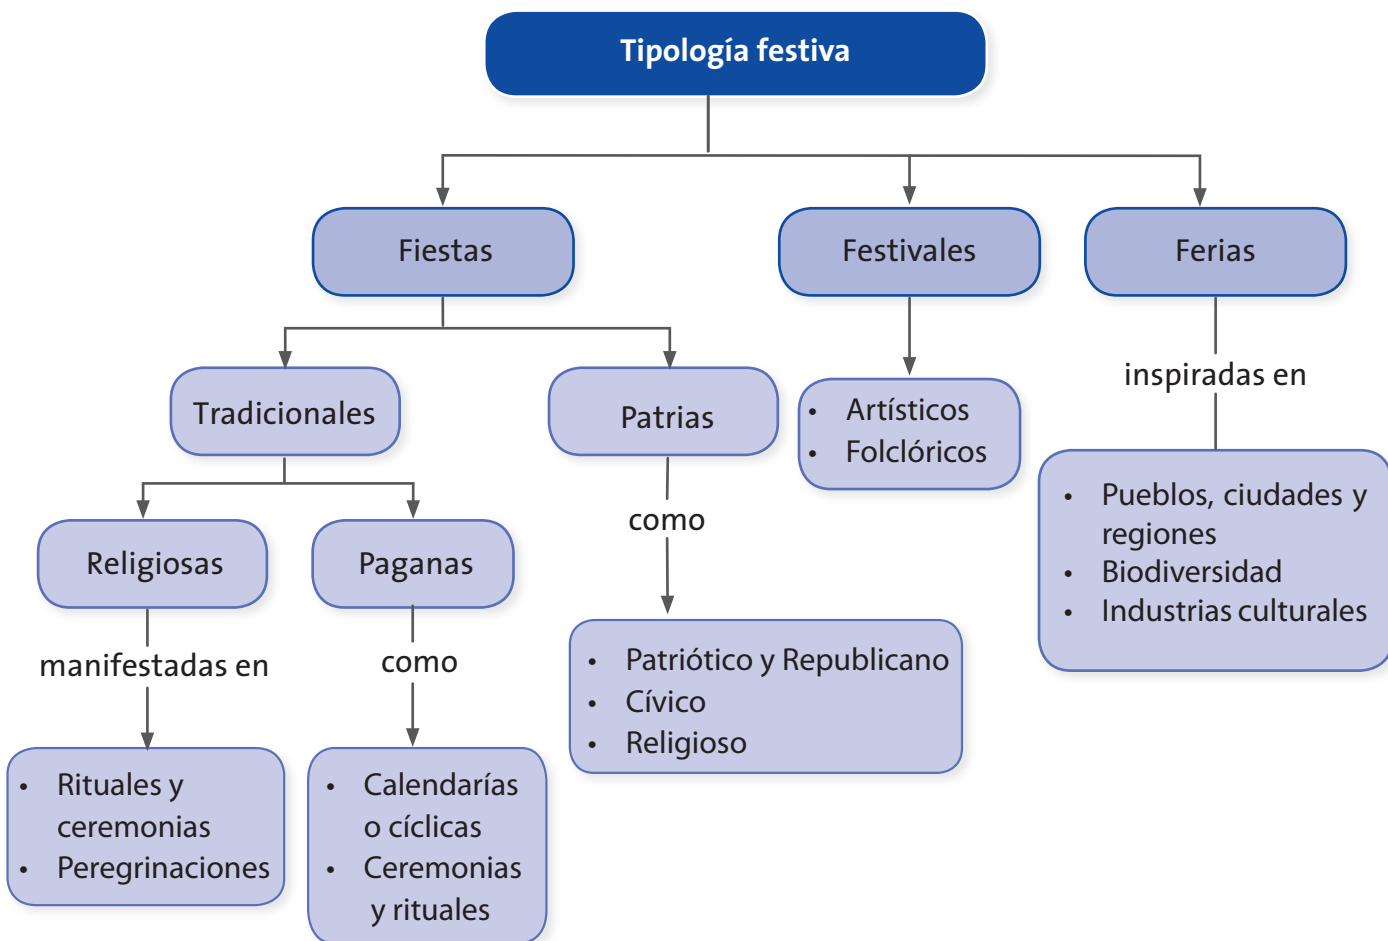 Tipología festiva
Fiestas
Festivales
Ferias
inspiradas en
Tradicionales
Patrias
• Artísticos
• Folclóricos
• Pueblos, ciudades y
regiones
• Biodiversidad
• Industrias culturales
como
Religiosas
Paganas
manifestadas en
como
• Patriótico y Republicano
• Cívico
• Religioso
• Rituales y
ceremonias
• Peregrinaciones
• Calendarías
o cíclicas
• Ceremonias
y rituales